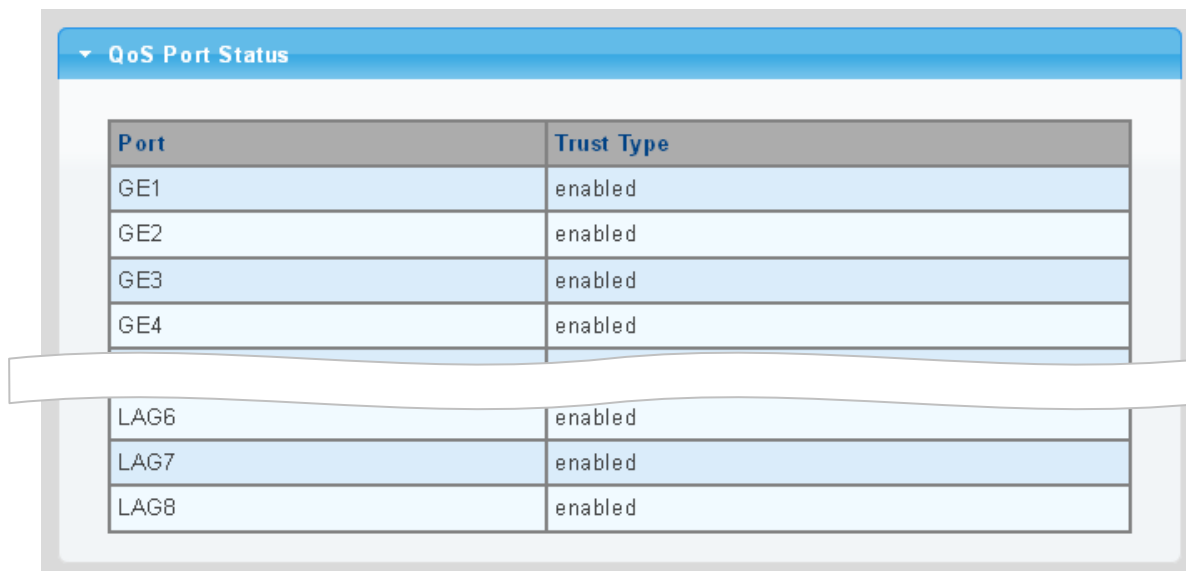 QoS Port Status
Port Trust Type
GE1 enabled
GE2 enabled
GE3 enabled
GE4 enabled
LAG6 enabled
LAG7 enabled
LAG8 enabled